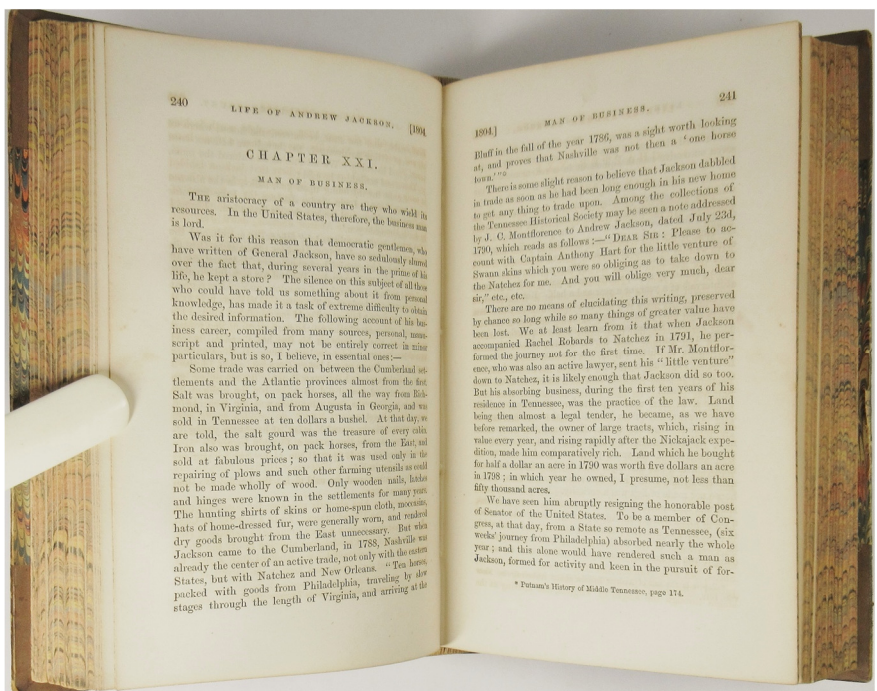 240
LIFE OF ANDREW JACKSON.
[1804
CHAPTER XXI.
MAN OF BUSINESS.
THE aristocracy of a country are they who wield its
resources. In the United States, therefore, the business man
is lord.
Was it for this reason that democratic gentlemen, who
have written of General Jackson, have so sedulously slurred
over the fact that, during several years in the prime of his
life, he kept a store? The silence on this subject of all those
who could have told us something about it from personal
knowledge, has made it a task of extreme difficulty to obtain
the desired information. The following account of his bus-
iness career, compiled from many sources, personal, manu-
script and printed, may not be entirely correct in minor
particulars, but is so, I believe, in essential ones:—
Some trade was carried on between the Cumberland set-
tlements and the Atlantic provinces almost from the first.
Salt was brought, on pack horses, all the way from Rich-
mond, in Virginia, and from Augusta in Georgia, and was
sold in Tennessee at ten dollars a bushel. At that day, we
are told, the salt gourd was the treasure of every cabin.
Iron also was brought, on pack horses, from the East, and
sold at fabulous prices; so that it was used only in the
repairing of plows and such other farming utensils as could
not be made wholly of wood. Only wooden nails, latches
and hinges were known in the settlements for many years.
The hunting shirts of skins or home-spun cloth, moccasins,
hats of home-dressed fur, were generally worn, and rendered
dry goods brought from the East unnecessary. But when
Jackson came to the Cumberland, in 1788, Nashville was
already the center of an active trade, not only with the eastern
States, but with Natchez and New Orleans. "Ten horses,
packed with goods from Philadelphia, traveling by slow
stages through the length of Virginia, and arriving at the
1804.]
MAN OF BUSINESS.
241
Bluff in the fall of the year 1786, was a sight worth looking
at, and proves that Nashville was not then a 'one horse
town.'"*
There is some slight reason to believe that Jackson dabbled
in trade as soon as he had been long enough in his new home
to get any thing to trade upon. Among the collections of
the Tennessee Historical Society may be seen a note addressed
by J. C. Montflorence to Andrew Jackson, dated July 23d,
1790, which reads as follows:—"DEAR SIR: Please to ac-
count with Captain Anthony Hart for the little venture of
Swann skins which you were so obliging as to take down to
the Natchez for me. And you will oblige very much, dear
sir," etc., etc.
There are no means of elucidating this writing, preserved
by chance so long while so many things of greater value have
been lost. We at least learn from it that when Jackson
accompanied Rachel Robards to Natchez in 1791, he per-
formed the journey not for the first time. If Mr. Montflor-
ence, who was also an active lawyer, sent his "little venture"
down to Natchez, it is likely enough that Jackson did so too.
But his absorbing business, during the first ten years of his
residence in Tennessee, was the practice of the law. Land
being then almost a legal tender, he became, as we have
before remarked, the owner of large tracts, which, rising in
value every year, and rising rapidly after the Nickajack expe-
dition, made him comparatively rich. Land which he bought
for half a dollar an acre in 1790 was worth five dollars an acre
in 1798; in which year he owned, I presume, not less than
fifty thousand acres.
We have seen him abruptly resigning the honorable post
of Senator of the United States. To be a member of Con-
gress, at that day, from a State so remote as Tennessee, (six
weeks' journey from Philadelphia) absorbed nearly the whole
year; and this alone would have rendered such a man as
Jackson, formed for activity and keen in the pursuit of for-
* Putnam's History of Middle Tennessee, page 174.